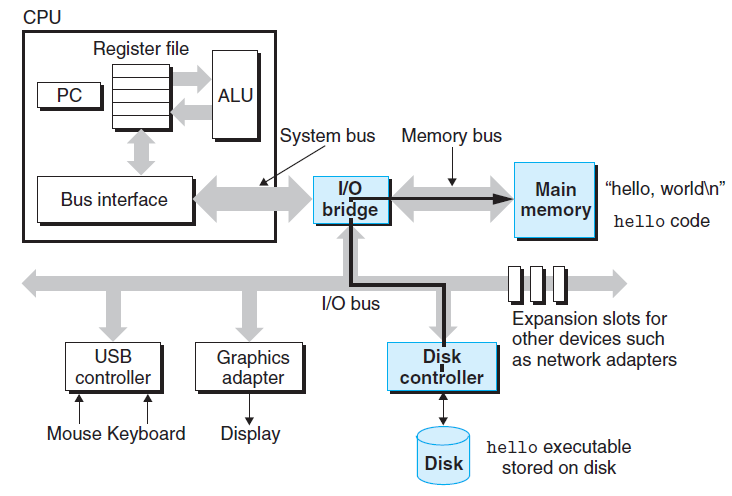 CPU
Register file
PC
ALU
System bus
Memory bus
Bus interface
I/O
bridge
Main
memory
“hello, world\n”
hello code
I/O bus
Expansion slots for
other devices such
as network adapters
USB
controller
Graphics
adapter
Disk
controller
Mouse Keyboard
Display
Disk
hello executable
stored on disk